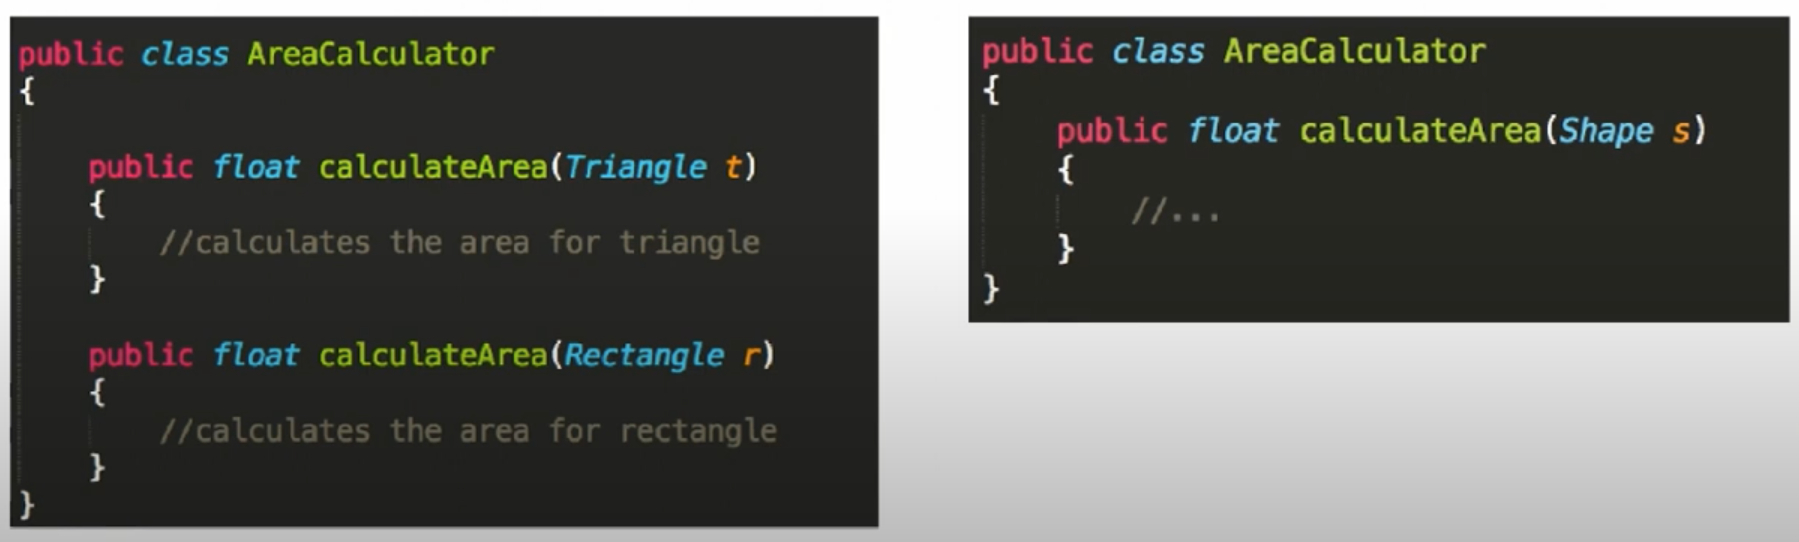 public class AreaCalculator
{
public float calculateArea(Triangle t)
{
//calculates the area for triangle
}
public float calculateArea(Rectangle r)
{
//calculates the area for rectangle
}
}
public class AreaCalculator
{
public float calculateArea(Shape s)
{
//...
}
}